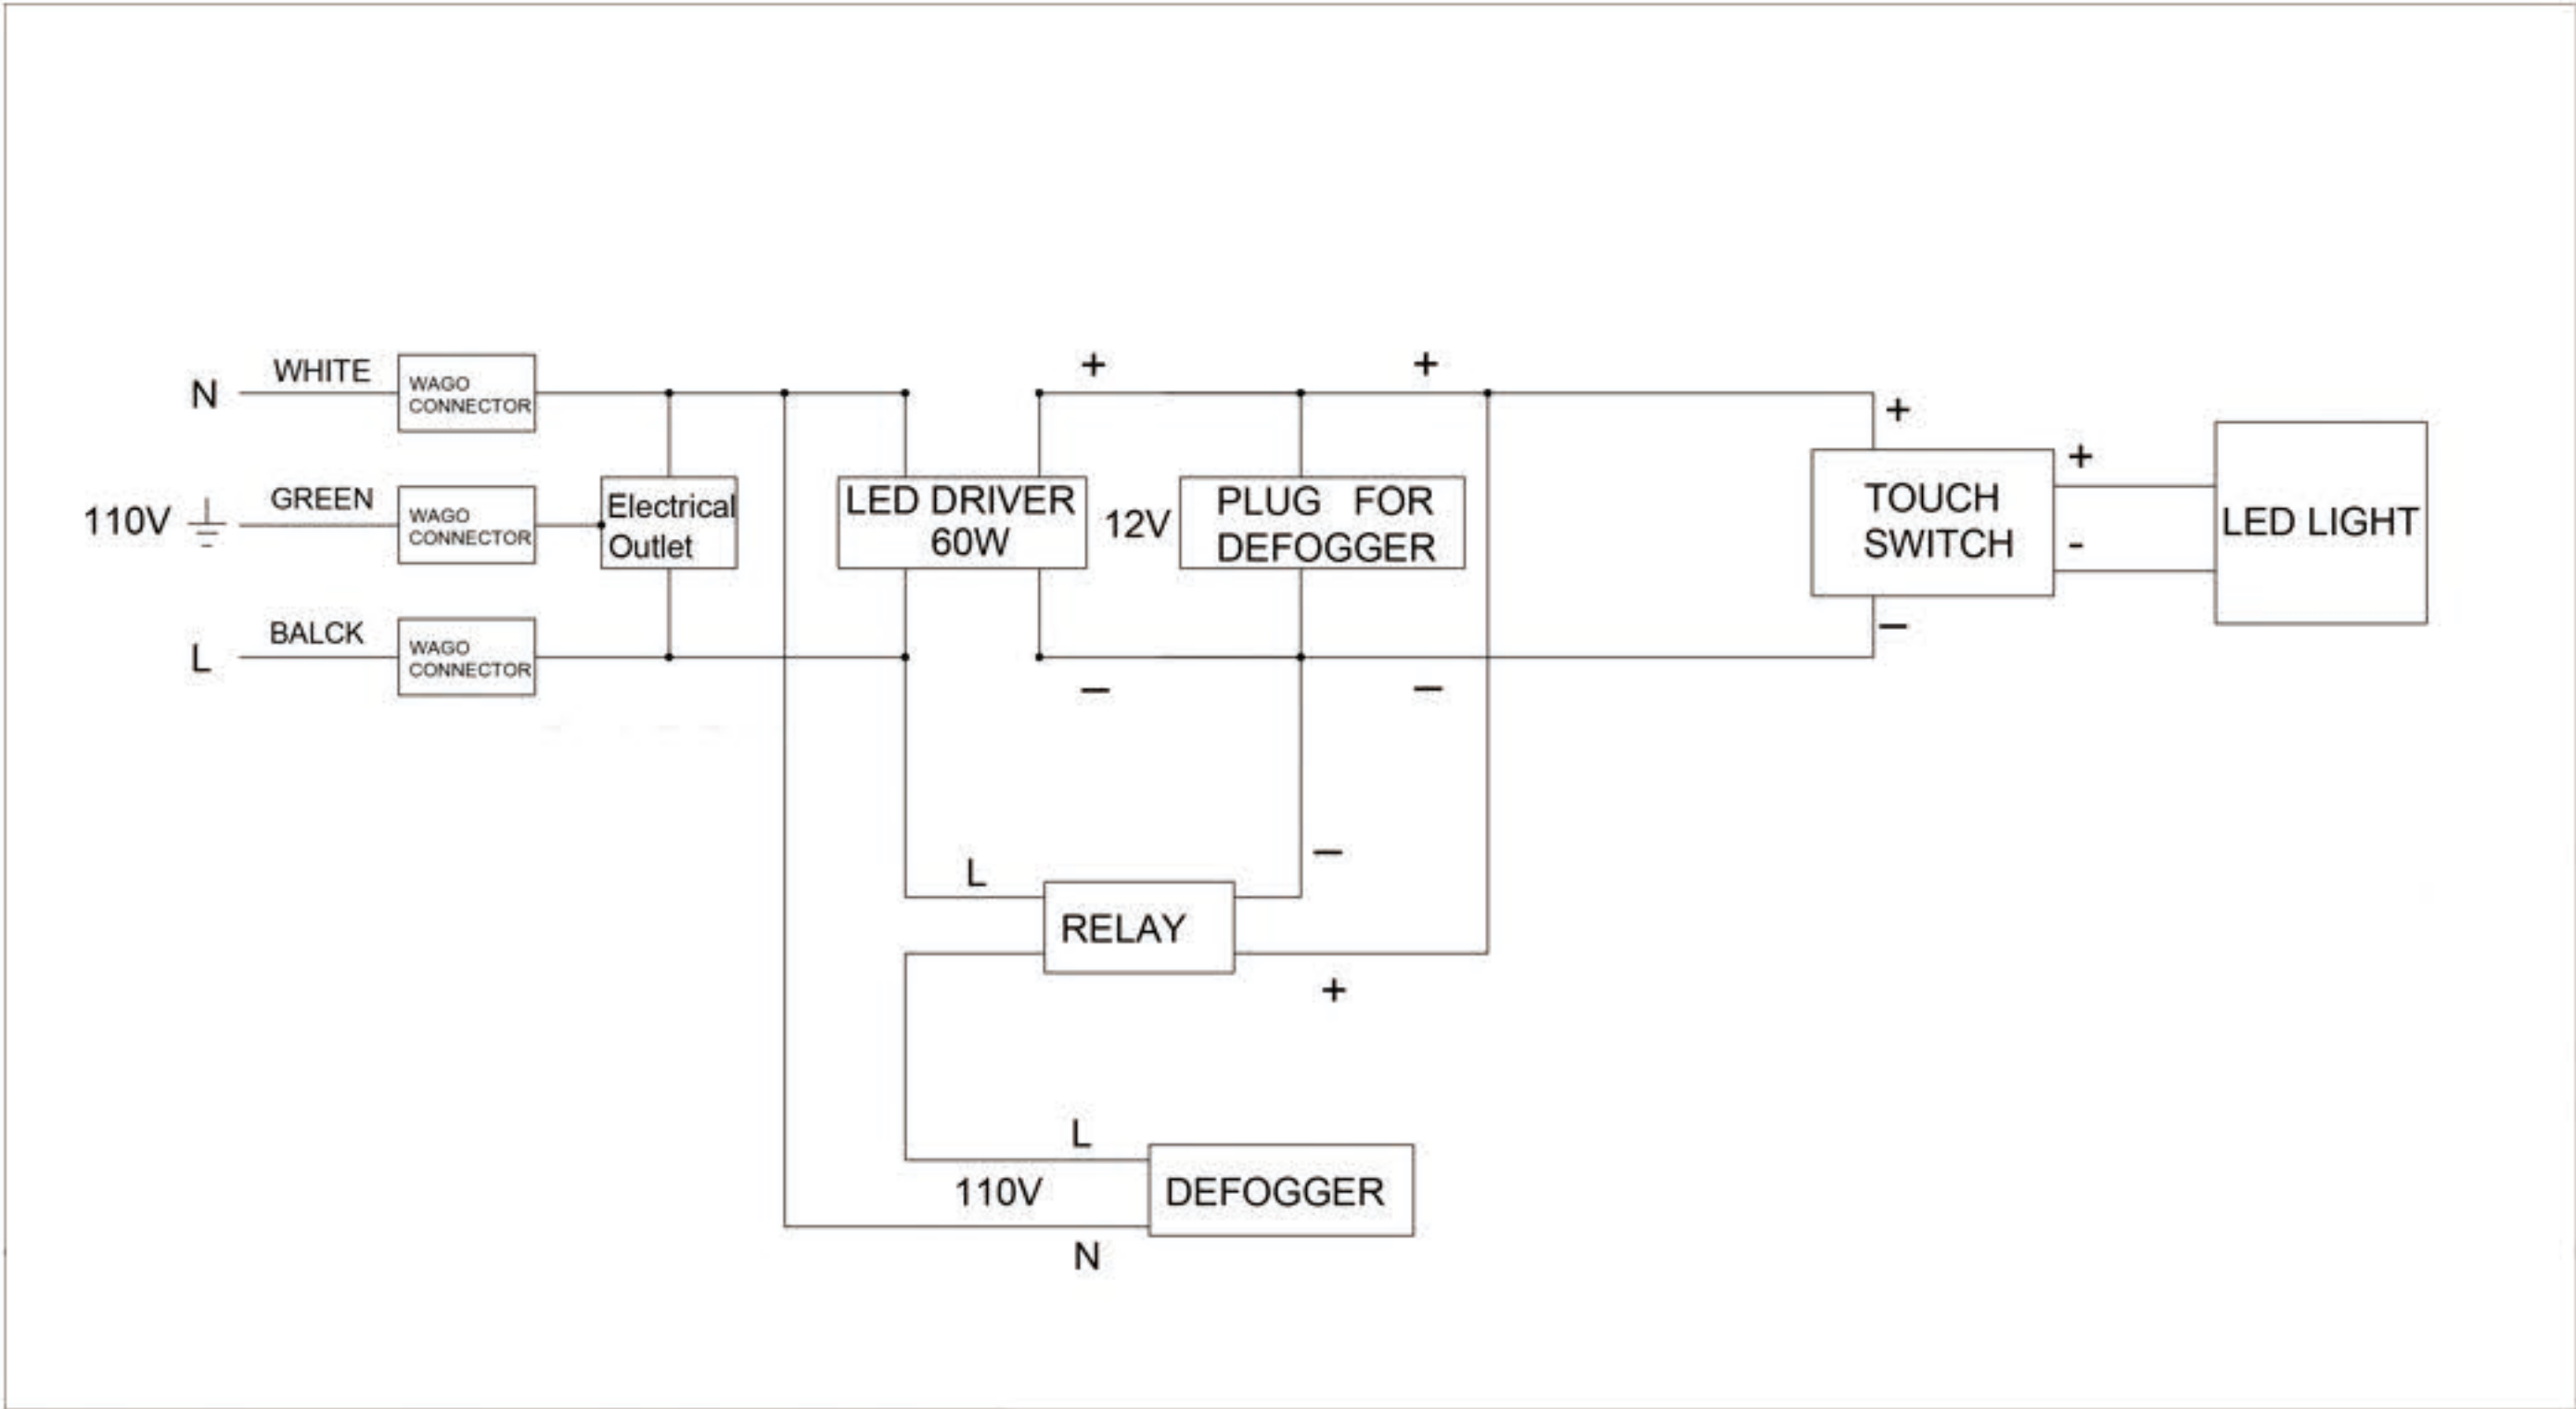 N
WHITE
WAGO
CONNECTOR
110V
GREEN
WAGO
CONNECTOR
L
BALCK
WAGO
CONNECTOR
Electrical
Outlet
LED DRIVER
60W
+
−
12V
PLUG FOR
DEFOGGER
+
−
+
−
TOUCH
SWITCH
+
-
LED LIGHT
L
RELAY
−
+
L
110V
N
DEFOGGER